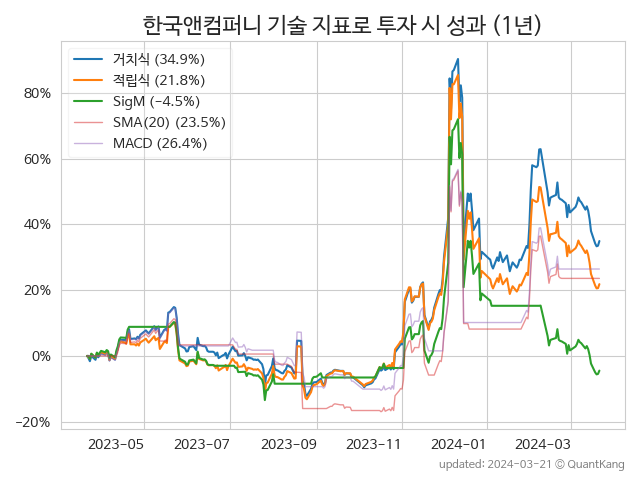 한국앤컴퍼니 기술 지표로 투자 시 성과 (1년)
거치식 (34.9%)
적립식 (21.8%)
SigM (−4.5%)
SMA(20) (23.5%)
MACD (26.4%)
80%
60%
40%
20%
0%
−20%
2023−05
2023−07
2023−09
2023−11
2024−01
2024−03
updated: 2024−03−21 © QuantKang